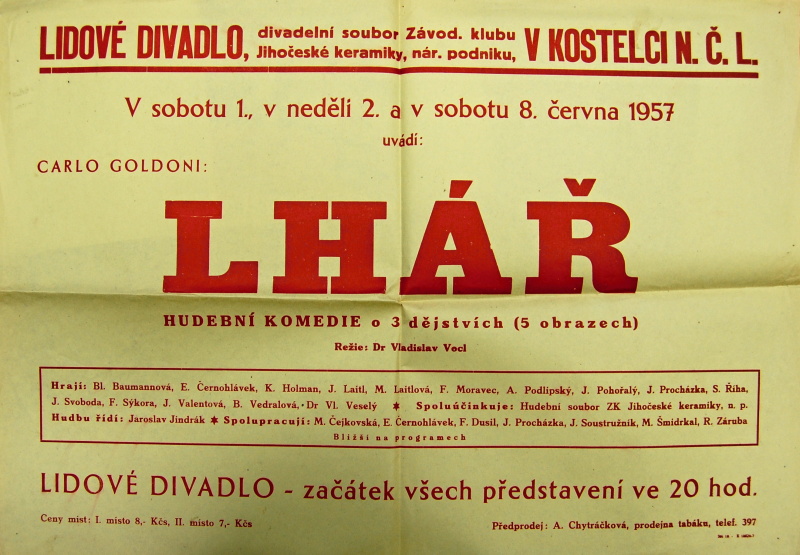 LIDOVÉ DIVADLO, divadelní soubor Závod. klubu Jihočeské keramiky, nár. podniku, V KOSTELCI N. Č. L.
V sobotu 1., v neděli 2. a v sobotu 8. června 1957
uvádí:
CARLO GOLDONI:
LHÁŘ
HUDEBNÍ KOMEDIE o 3 dějstvích (5 obrazech)
Režie: Dr Vladislav Vocl
Hrají: Bl. Baumannová, E. Černohlávek, K. Holman, J. Laitl, M. Laitlová, F. Moravec, A. Podlipský, J. Pohořalý, J. Procházka, S. Říha,
J. Svoboda, F. Sýkora, J. Valentová, B. Vedralová, Dr Vl. Veselý ✶ Spoluúčinkuje: Hudební soubor ZK Jihočeské keramiky, n. p.
Hudbu řídí: Jaroslav Jindrák ✶ Spolupracují: M. Čejkovská, E. Černohlávek, F. Dusil, J. Procházka, J. Soustružník, M. Šmidrkal, R. Záruba
Bližší na programech
LIDOVÉ DIVADLO - začátek všech představení ve 20 hod.
Ceny míst: I. místo 8,- Kčs, II. místo 7,- Kčs
Předprodej: A. Chytráčková, prodejna tabáku, telef. 397